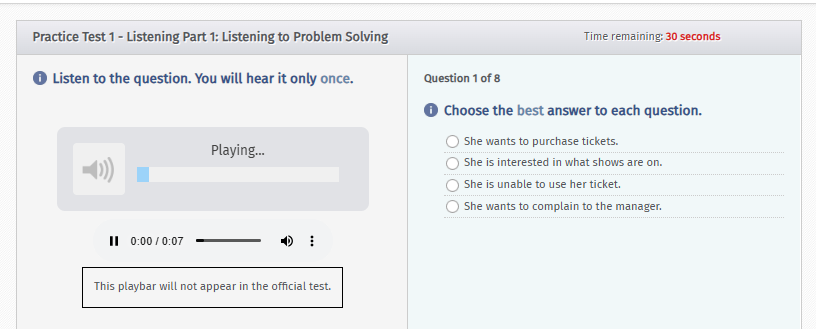 Practice Test 1 - Listening Part 1: Listening to Problem Solving
Time remaining: 30 seconds
Listen to the question. You will hear it only once.
Playing...
0:00 / 0:07
This playbar will not appear in the official test.
Question 1 of 8
Choose the best answer to each question.
She wants to purchase tickets.
She is interested in what shows are on.
She is unable to use her ticket.
She wants to complain to the manager.